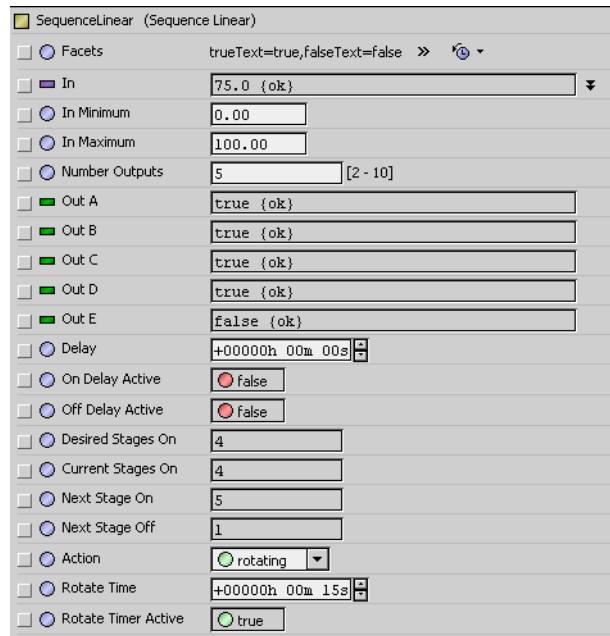 SequenceLinear (Sequence Linear)
Facets trueText=true,falseText=false »
In 75.0 {ok}
In Minimum 0.00
In Maximum 100.00
Number Outputs 5 [2 - 10]
Out A true {ok}
Out B true {ok}
Out C true {ok}
Out D true {ok}
Out E false {ok}
Delay +00000h 00m 00s
On Delay Active false
Off Delay Active false
Desired Stages On 4
Current Stages On 4
Next Stage On 5
Next Stage Off 1
Action rotating
Rotate Time +00000h 00m 15s
Rotate Timer Active true